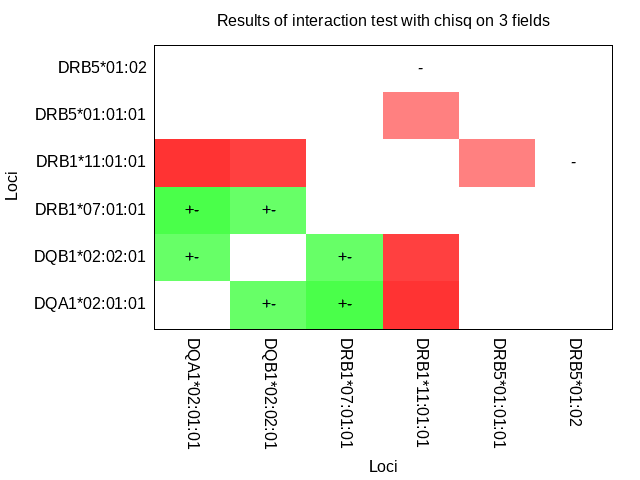 Results of interaction test with chisq on 3 fields
DRB5*01:02
-
DRB5*01:01:01
DRB1*11:01:01
-
DRB1*07:01:01
+-
+-
DQB1*02:02:01
+-
+-
DQA1*02:01:01
+-
+-
Loci
DQA1*02:01:01
DQB1*02:02:01
DRB1*07:01:01
DRB1*11:01:01
DRB5*01:01:01
DRB5*01:02
Loci